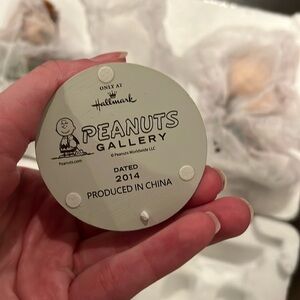 ONLY AT
Hallmark
PEANUTS
GALLERY
© Peanuts Worldwide LLC
Peanuts.com
DATED
2014
PRODUCED IN CHINA